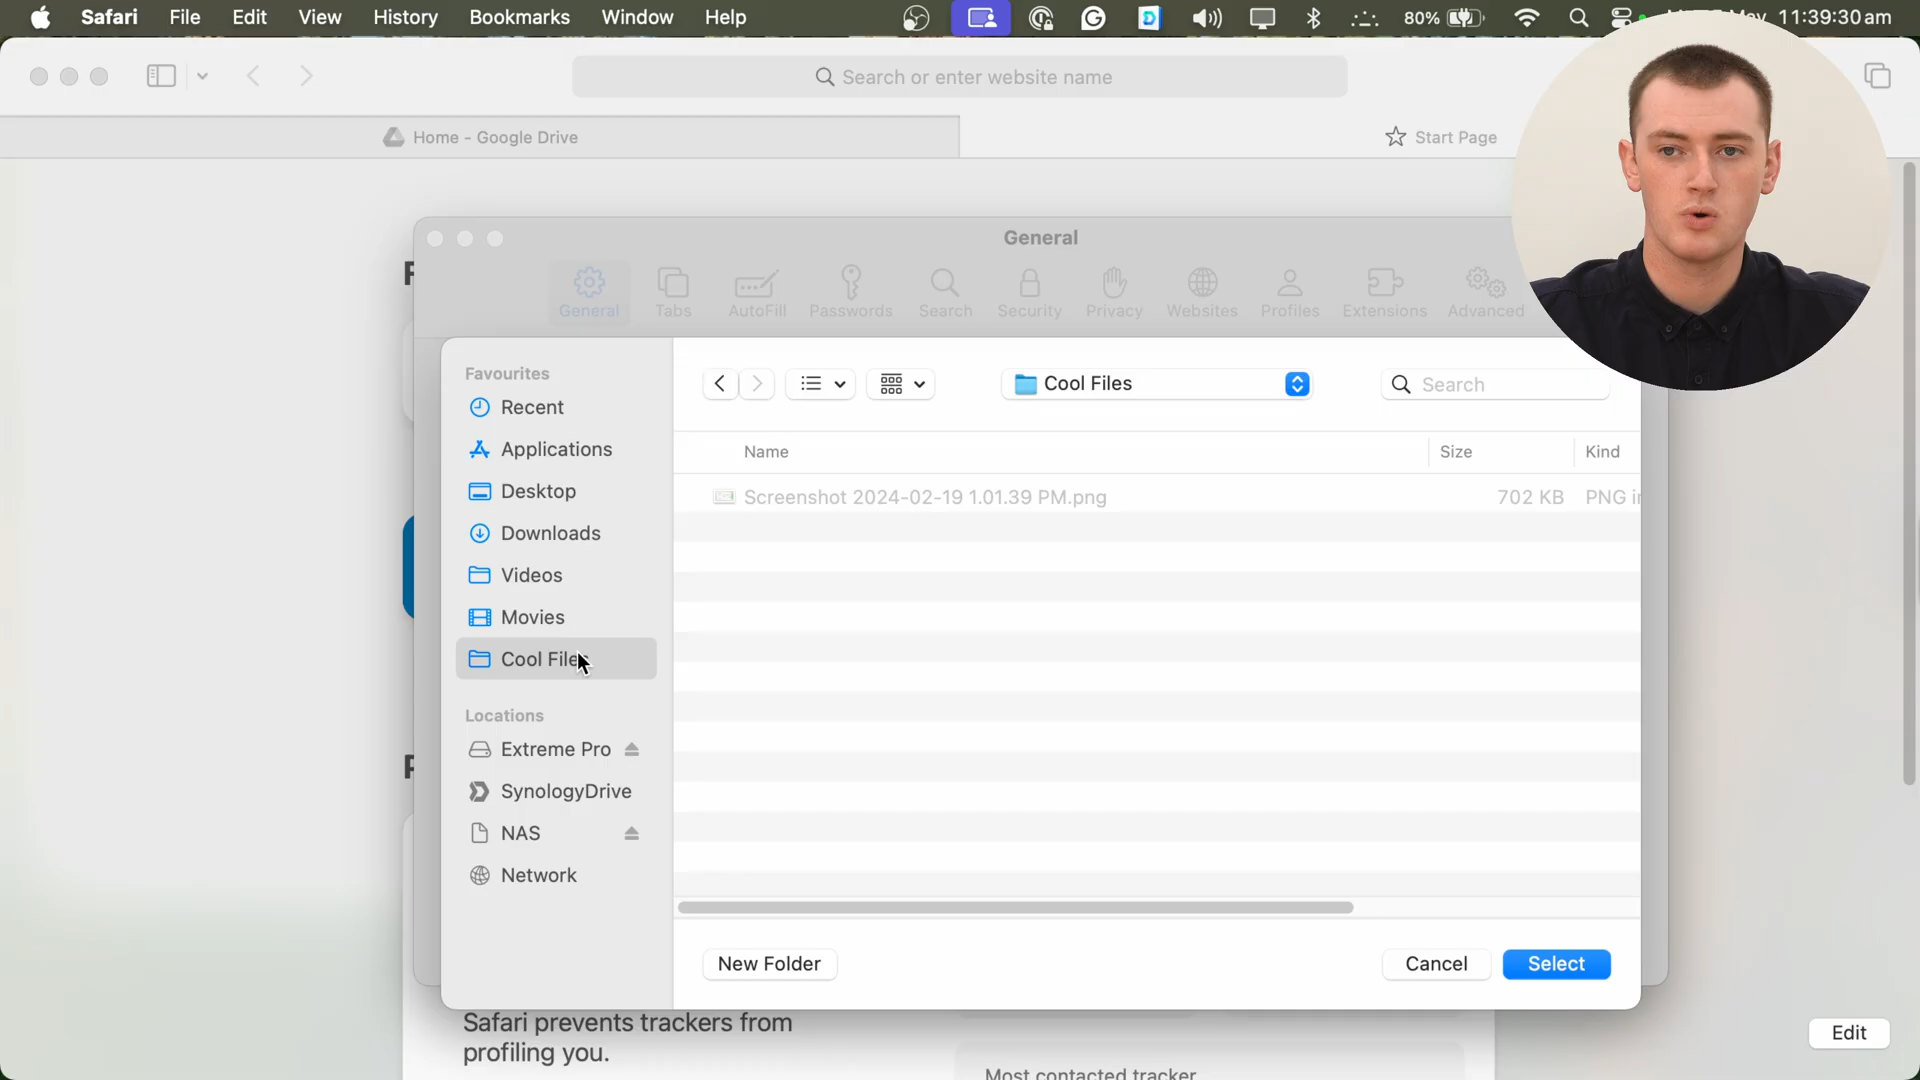 Safari File Edit View History Bookmarks Window Help 80% 11:39:30 am
Search or enter website name
Home - Google Drive Start Page
General
General Tabs AutoFill Passwords Search Security Privacy Websites Profiles Extensions Advanced
Favourites
Recent
Applications
Desktop
Downloads
Videos
Movies
Cool Files
Locations
Extreme Pro
SynologyDrive
NAS
Network
Cool Files Search
Name Size Kind
Screenshot 2024-02-19 1.01.39 PM.png 702 KB PNG
New Folder Cancel Select
Safari prevents trackers from
profiling you.
Edit
Most contacted tracker